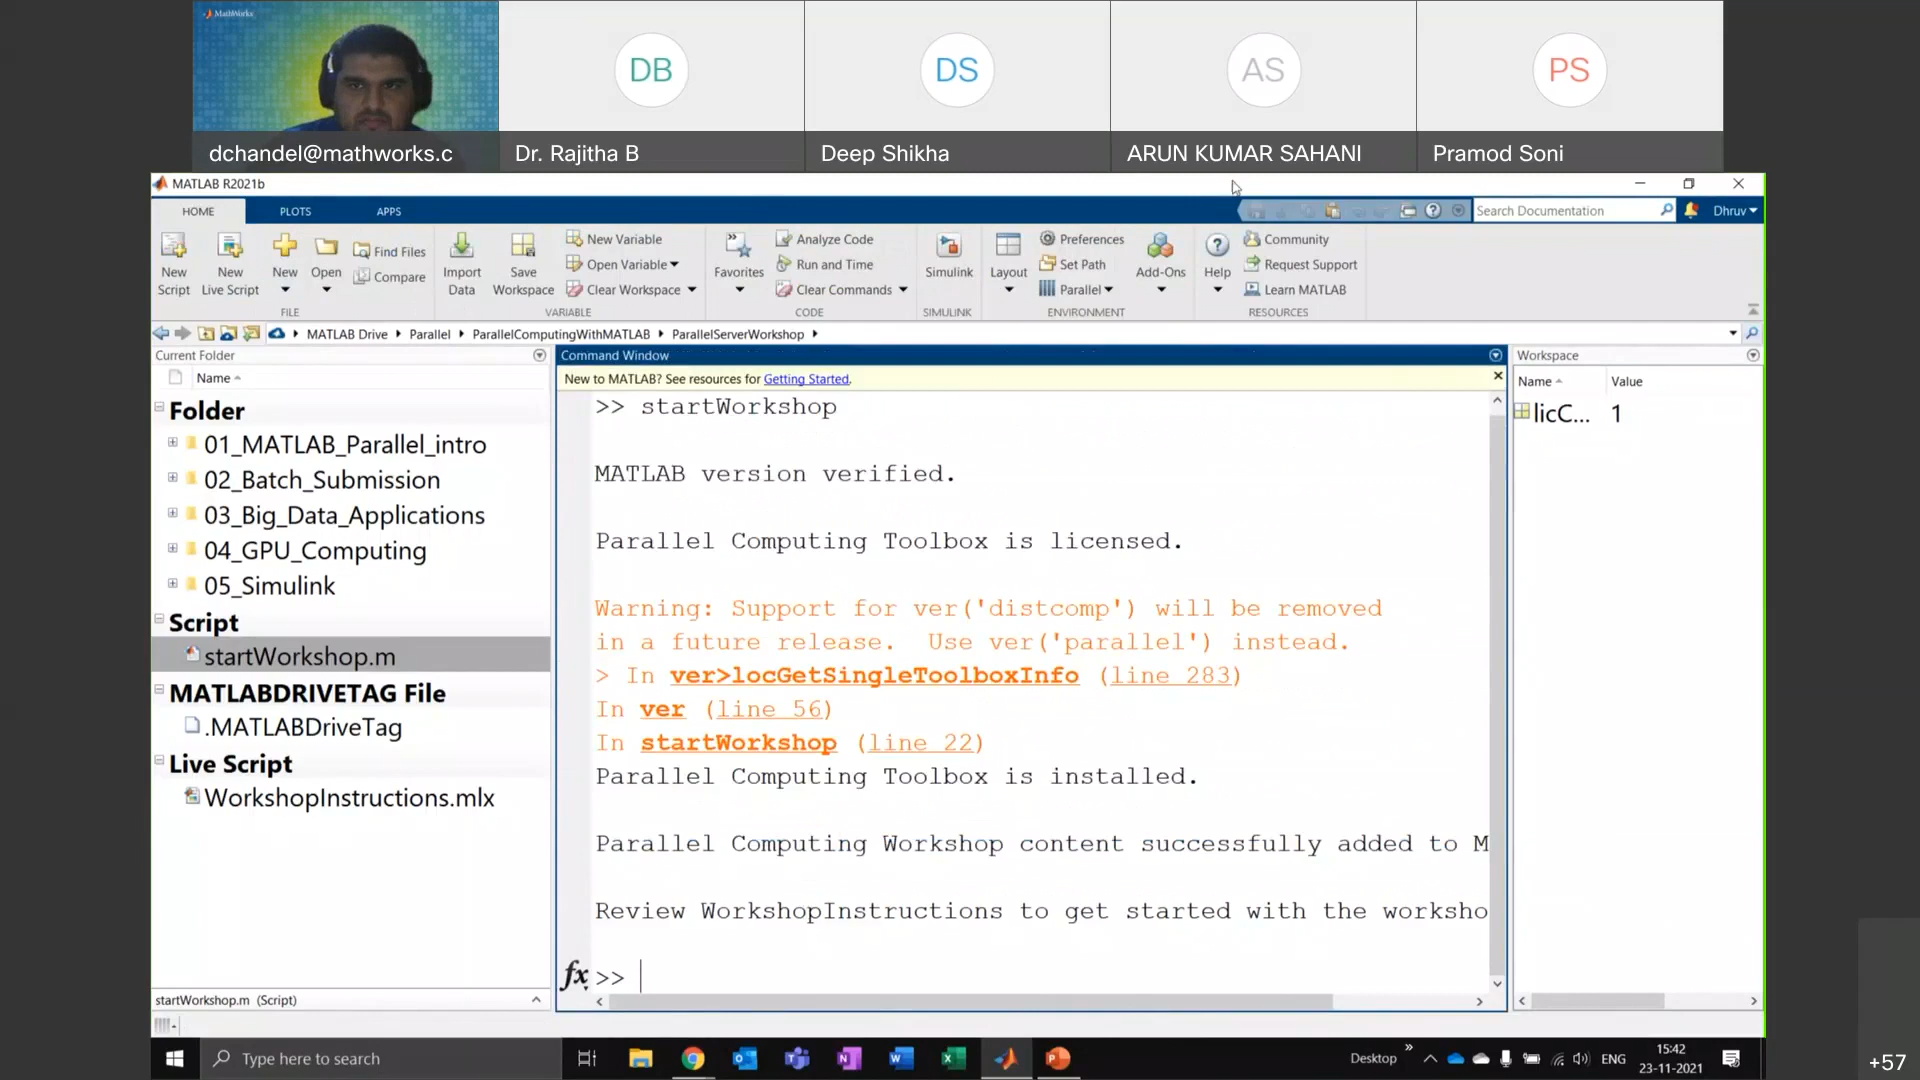 MathWorks
DB
DS
AS
PS
dchandel@mathworks.c
Dr. Rajitha B
Deep Shikha
ARUN KUMAR SAHANI
Pramod Soni
MATLAB R2021b
HOME PLOTS APPS
Search Documentation
Dhruv
New Script
New Live Script
New
Open
Find Files
Compare
FILE
Import Data
Save Workspace
New Variable
Open Variable
Clear Workspace
VARIABLE
Favorites
Analyze Code
Run and Time
Clear Commands
CODE
Simulink
SIMULINK
Layout
Preferences
Set Path
Parallel
Add-Ons
ENVIRONMENT
Help
Community
Request Support
Learn MATLAB
RESOURCES
MATLAB Drive Parallel ParallelComputingWithMATLAB ParallelServerWorkshop
Current Folder
Name
Folder
01_MATLAB_Parallel_intro
02_Batch_Submission
03_Big_Data_Applications
04_GPU_Computing
05_Simulink
Script
startWorkshop.m
MATLABDRIVETAG File
.MATLABDriveTag
Live Script
WorkshopInstructions.mlx
startWorkshop.m (Script)
Command Window
New to MATLAB? See resources for Getting Started.
>> startWorkshop
MATLAB version verified.
Parallel Computing Toolbox is licensed.
Warning: Support for ver('distcomp') will be removed
in a future release.  Use ver('parallel') instead.
> In ver>locGetSingleToolboxInfo (line 283)
In ver (line 56)
In startWorkshop (line 22)
Parallel Computing Toolbox is installed.
Parallel Computing Workshop content successfully added to M
Review WorkshopInstructions to get started with the worksho
fx >>
Workspace
Name Value
licC... 1
Type here to search
Desktop
ENG
15:42
23-11-2021
+57